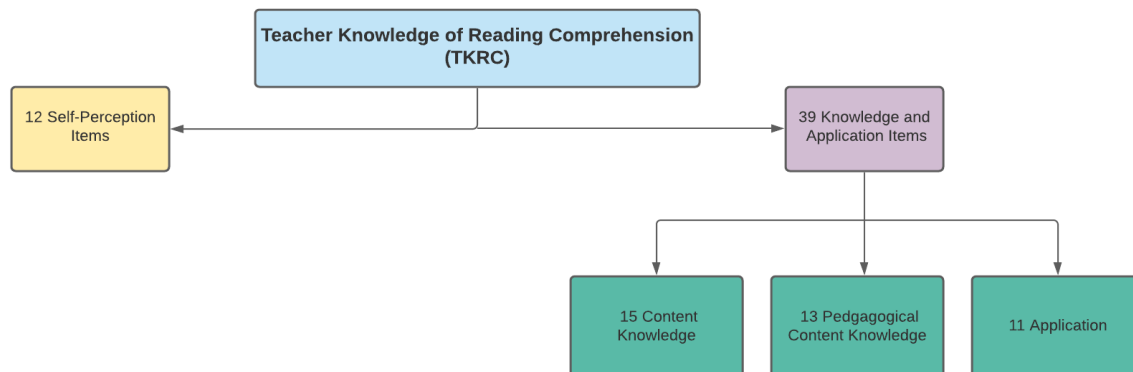 Teacher Knowledge of Reading Comprehension
(TKRC)
12 Self-Perception
Items
39 Knowledge and
Application Items
15 Content
Knowledge
13 Pedgagogical
Content Knowledge
11 Application